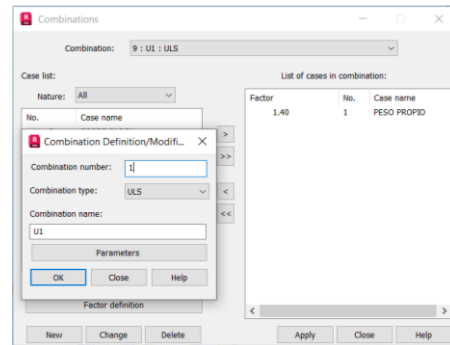 Combinations
Combination: 9 : U1 : ULS
Case list:
List of cases in combination:
Nature: All
No. Case name
Factor No. Case name
1.40 1 PESO PROPIO
>
>>
<
<<
Combination Definition/Modifi...
Combination number: 1
Combination type: ULS
Combination name:
U1
Parameters
OK Close Help
Factor definition
New Change Delete Apply Close Help